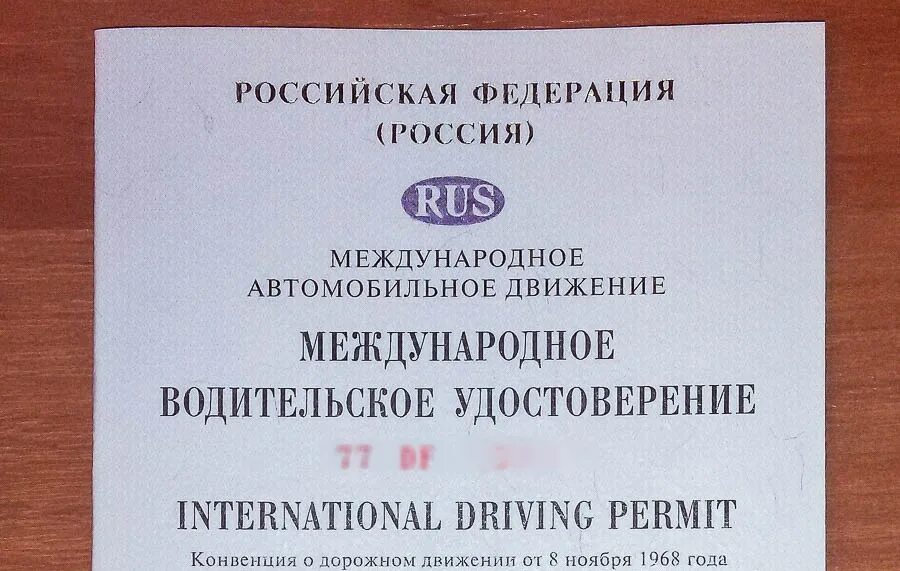 РОССИЙСКАЯ ФЕДЕРАЦИЯ
(РОССИЯ)
RUS
МЕЖДУНАРОДНОЕ
АВТОМОБИЛЬНОЕ ДВИЖЕНИЕ
МЕЖДУНАРОДНОЕ
ВОДИТЕЛЬСКОЕ УДОСТОВЕРЕНИЕ
77 DF
INTERNATIONAL DRIVING PERMIT
Конвенция о дорожном движении от 8 ноября 1968 года